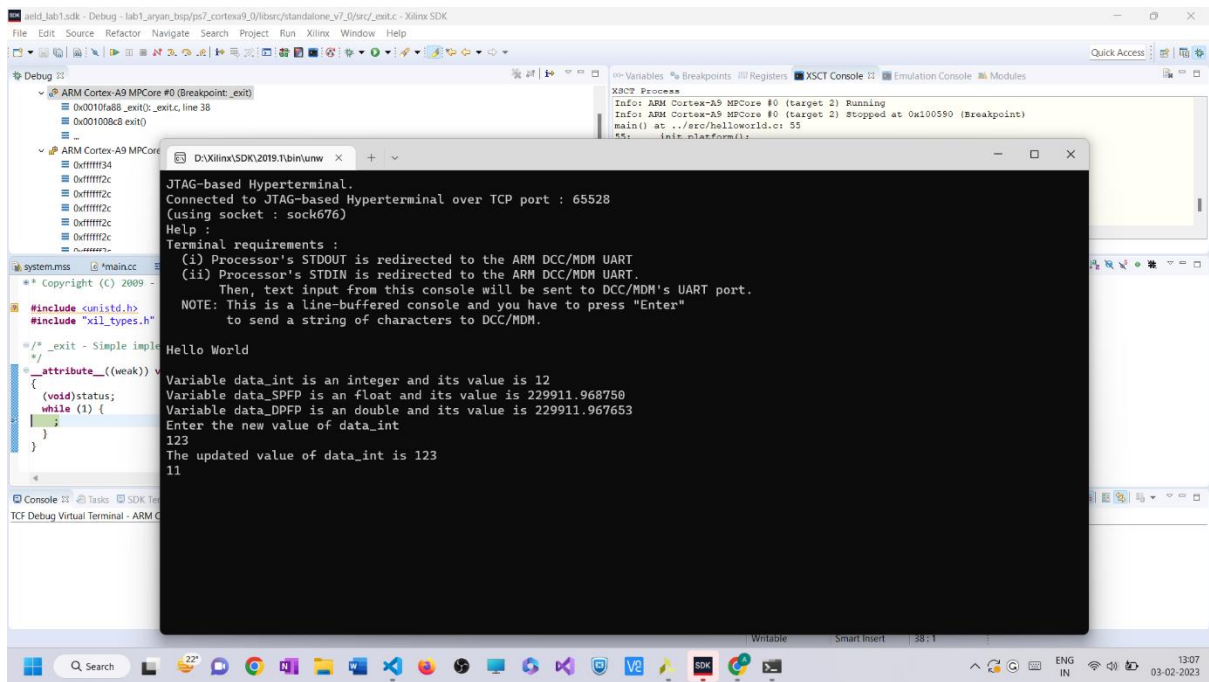 aeld_lab1.sdk - Debug - lab1_aryan_bsp/ps7_cortexa9_0/libsrc/standalone_v7_0/src/_exit.c - Xilinx SDK
File Edit Source Refactor Navigate Search Project Run Xilinx Window Help
Quick Access
Debug
ARM Cortex-A9 MPCore #0 (Breakpoint: _exit)
0x0010fa88 _exit(): _exit.c, line 38
0x001008c8 exit()
...
ARM Cortex-A9 MPCore
0xffffff34
0xffffff2c
0xffffff2c
0xffffff2c
0xffffff2c
0xffffff2c
Variables Breakpoints Registers XSCT Console Emulation Console Modules
XSCT Process
Info: ARM Cortex-A9 MPCore #0 (target 2) Running
Info: ARM Cortex-A9 MPCore #0 (target 2) Stopped at 0x100590 (Breakpoint)
main() at ../src/helloworld.c: 55
55: init_platform();
D:\Xilinx\SDK\2019.1\bin\unw
JTAG-based Hyperterminal.
Connected to JTAG-based Hyperterminal over TCP port : 65528
(using socket : sock676)
Help :
Terminal requirements :
(i) Processor's STDOUT is redirected to the ARM DCC/MDM UART
(ii) Processor's STDIN is redirected to the ARM DCC/MDM UART.
Then, text input from this console will be sent to DCC/MDM's UART port.
NOTE: This is a line-buffered console and you have to press "Enter"
to send a string of characters to DCC/MDM.
Hello World
Variable data_int is an integer and its value is 12
Variable data_SPFP is an float and its value is 229911.968750
Variable data_DPFP is an double and its value is 229911.967653
Enter the new value of data_int
123
The updated value of data_int is 123
11
system.mss *main.cc
** Copyright (C) 2009 -
#include <unistd.h>
#include "xil_types.h"
/* _exit - Simple imple
*/
__attribute__((weak)) v
{
(void)status;
while (1) {
;
}
}
Console Tasks SDK Ter
TCF Debug Virtual Terminal - ARM C
Writable Smart Insert 38 : 1
Search
22°
SDK
ENG
IN
13:07
03-02-2023